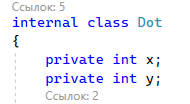 Ссылок: 5
internal class Dot
{
    private int x;
    private int y;
    Ссылок: 2